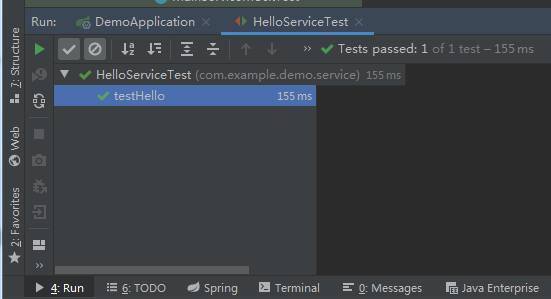 Run: DemoApplication × HelloServiceTest ×
» Tests passed: 1 of 1 test – 155 ms
HelloServiceTest (com.example.demo.service) 155 ms
testHello 155 ms
7: Structure
Web
2: Favorites
»
4: Run 6: TODO Spring Terminal 0: Messages Java Enterprise